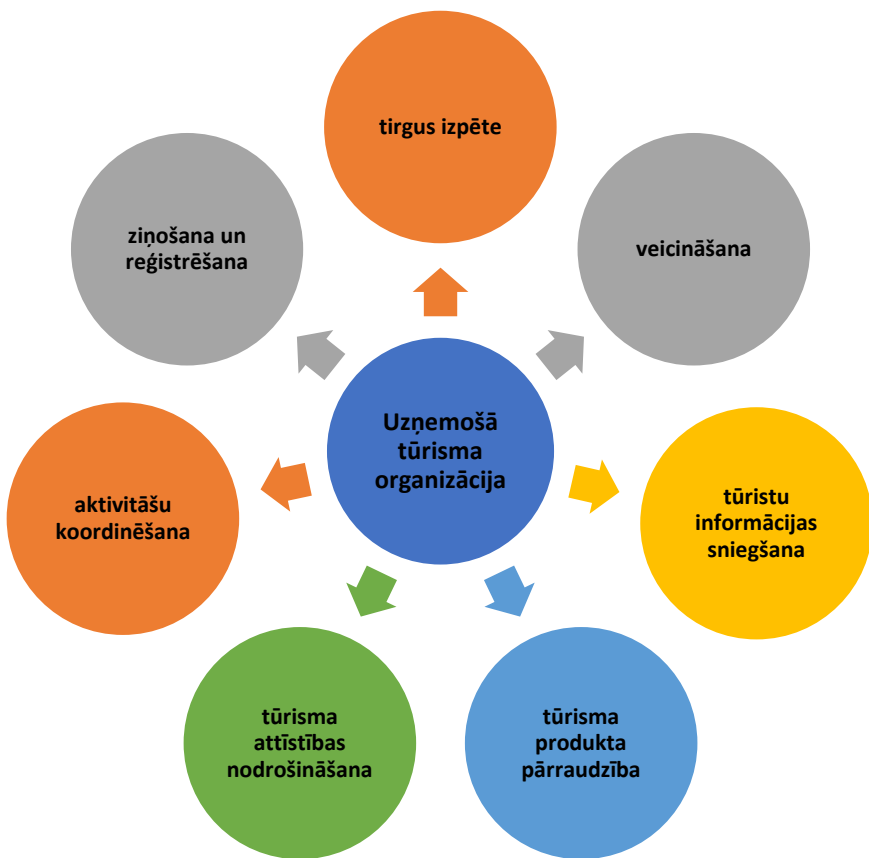 tirgus izpēte
veicināšana
tūristu
informācijas
sniegšana
tūrisma
produkta
pārraudzība
tūrisma
attīstības
nodrošināšana
aktivitāšu
koordinēšana
ziņošana un
reģistrēšana
Uzņemošā
tūrisma
organizācija